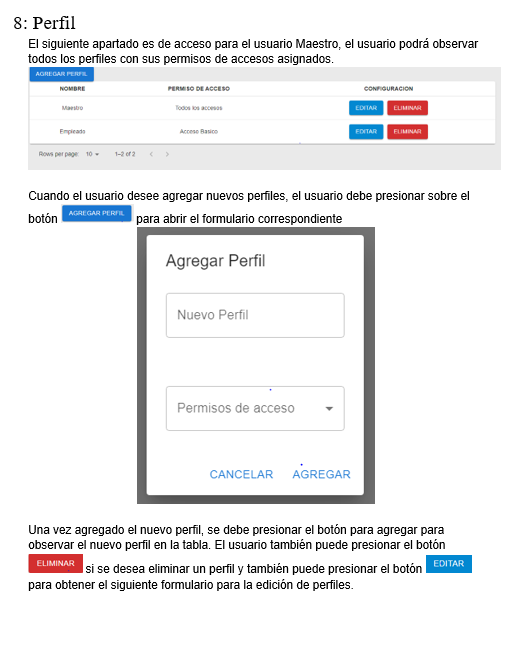 8: Perfil
El siguiente apartado es de acceso para el usuario Maestro, el usuario podrá observar
todos los perfiles con sus permisos de accesos asignados.
AGREGAR PERFIL
NOMBRE PERMISO DE ACCESO CONFIGURACION
Maestro Todos los accesos EDITAR ELIMINAR
Empleado Acceso Basico EDITAR ELIMINAR
Rows per page: 10 1–2 of 2
Cuando el usuario desee agregar nuevos perfiles, el usuario debe presionar sobre el
botón AGREGAR PERFIL para abrir el formulario correspondiente
Agregar Perfil
Nuevo Perfil
Permisos de acceso
CANCELAR AGREGAR
Una vez agregado el nuevo perfil, se debe presionar el botón para agregar para
observar el nuevo perfil en la tabla. El usuario también puede presionar el botón
ELIMINAR si se desea eliminar un perfil y también puede presionar el botón EDITAR
para obtener el siguiente formulario para la edición de perfiles.